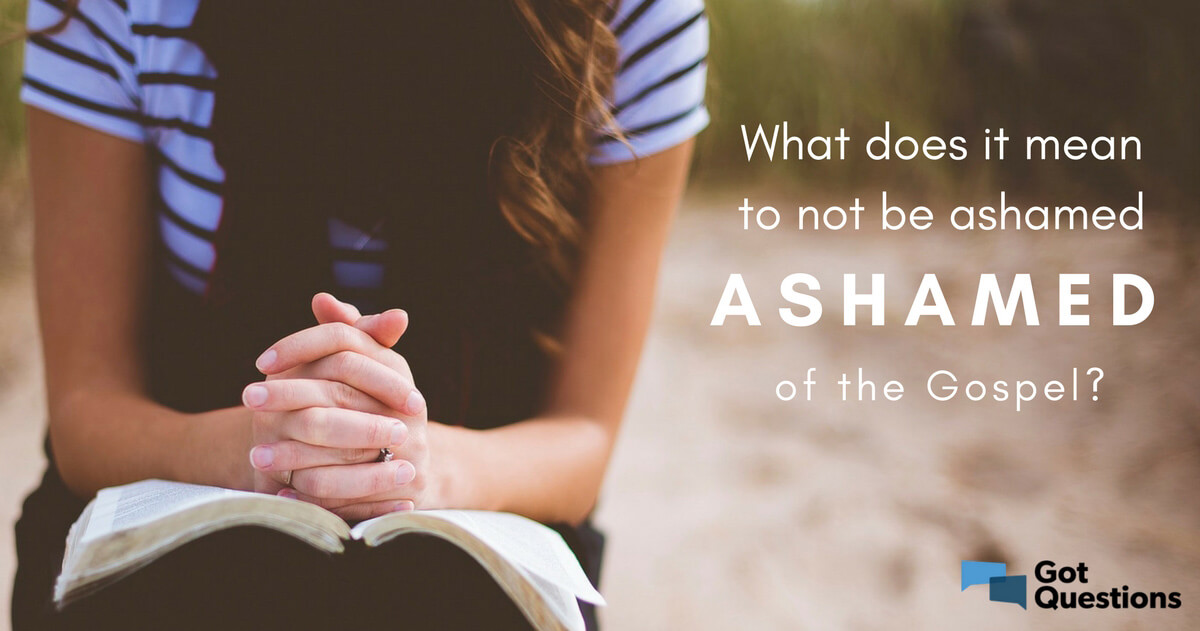 What does it mean
to not be ashamed
ASHAMED
of the Gospel?
Got
Questions